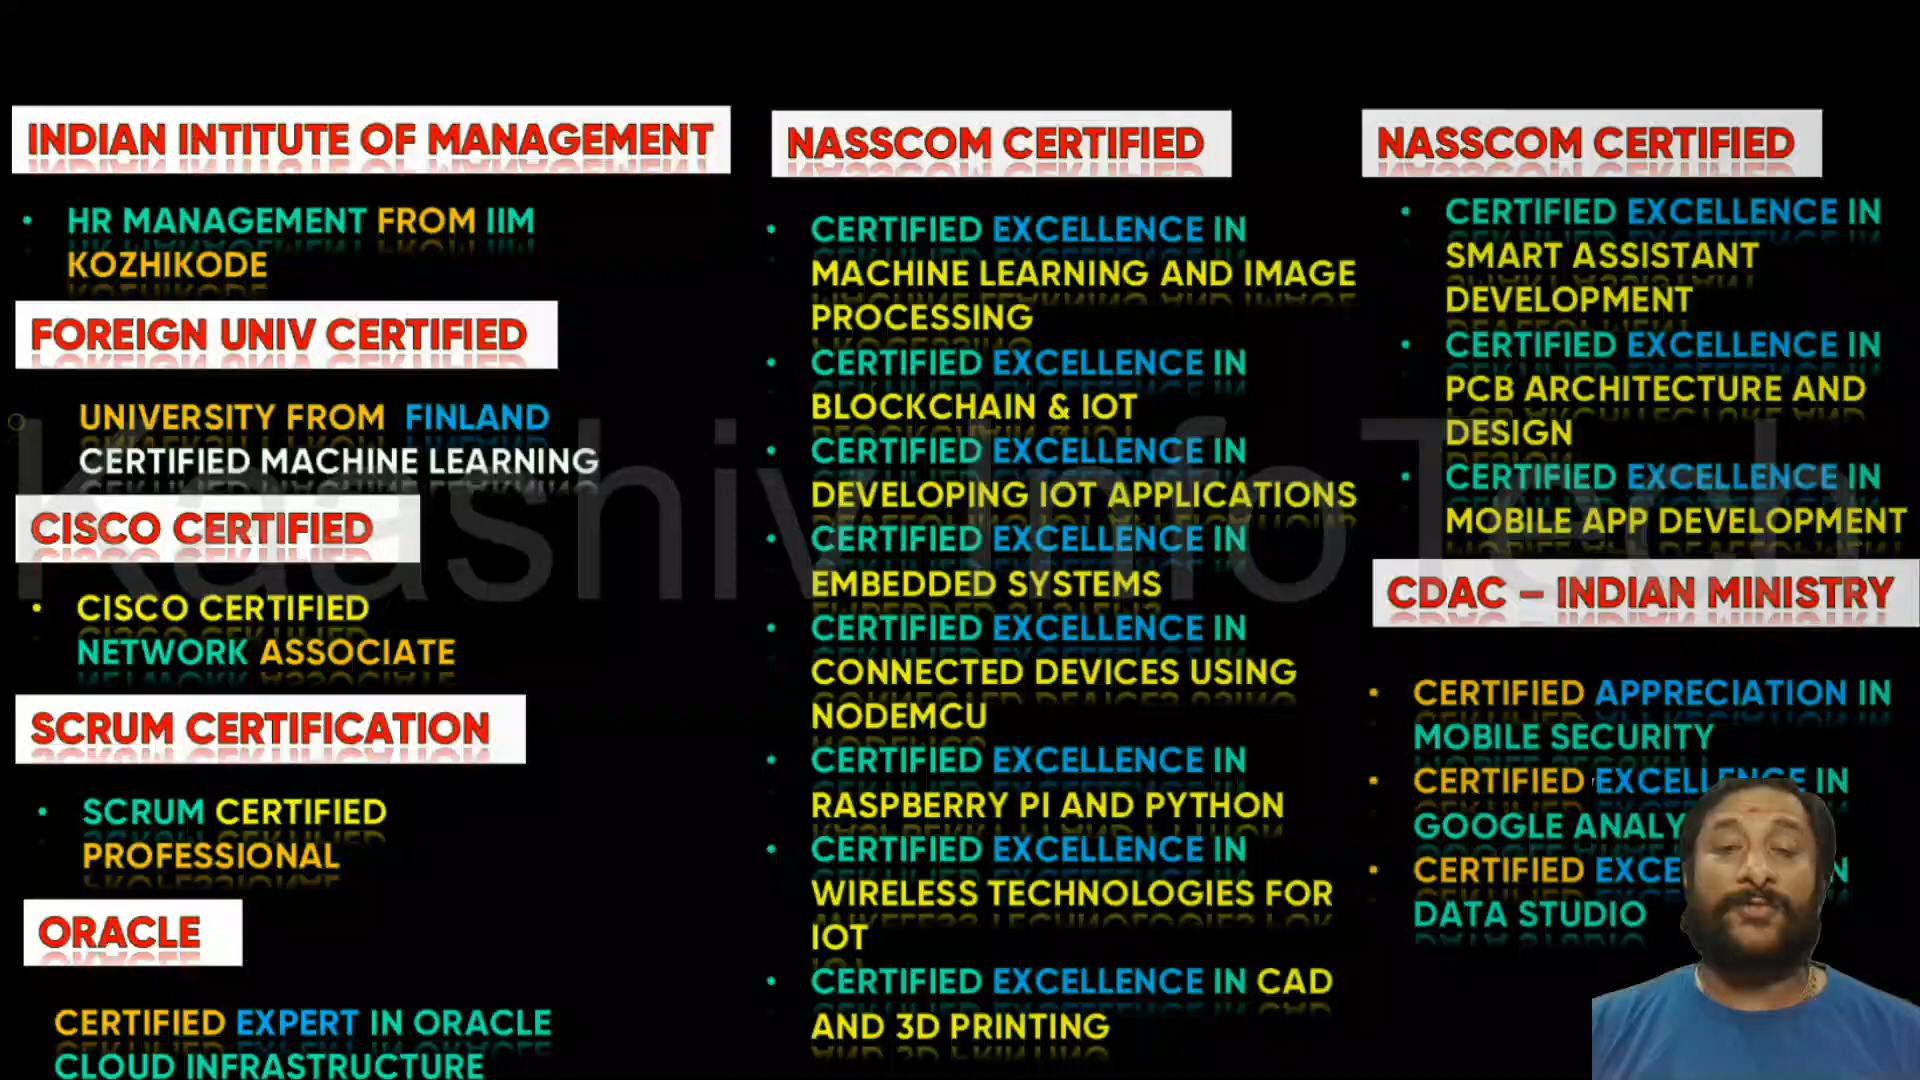 INDIAN INTITUTE OF MANAGEMENT
HR MANAGEMENT FROM IIM
KOZHIKODE
FOREIGN UNIV CERTIFIED
UNIVERSITY FROM FINLAND
CERTIFIED MACHINE LEARNING
CISCO CERTIFIED
CISCO CERTIFIED
NETWORK ASSOCIATE
SCRUM CERTIFICATION
SCRUM CERTIFIED
PROFESSIONAL
ORACLE
CERTIFIED EXPERT IN ORACLE
CLOUD INFRASTRUCTURE
NASSCOM CERTIFIED
CERTIFIED EXCELLENCE IN
MACHINE LEARNING AND IMAGE
PROCESSING
CERTIFIED EXCELLENCE IN
BLOCKCHAIN & IOT
CERTIFIED EXCELLENCE IN
DEVELOPING IOT APPLICATIONS
CERTIFIED EXCELLENCE IN
EMBEDDED SYSTEMS
CERTIFIED EXCELLENCE IN
CONNECTED DEVICES USING
NODEMCU
CERTIFIED EXCELLENCE IN
RASPBERRY PI AND PYTHON
CERTIFIED EXCELLENCE IN
WIRELESS TECHNOLOGIES FOR
IOT
CERTIFIED EXCELLENCE IN CAD
AND 3D PRINTING
NASSCOM CERTIFIED
CERTIFIED EXCELLENCE IN
SMART ASSISTANT
DEVELOPMENT
CERTIFIED EXCELLENCE IN
PCB ARCHITECTURE AND
DESIGN
CERTIFIED EXCELLENCE IN
MOBILE APP DEVELOPMENT
CDAC – INDIAN MINISTRY
CERTIFIED APPRECIATION IN
MOBILE SECURITY
CERTIFIED EXCELLENCE IN
GOOGLE
CERTIFIED
DATA STUDIO
Kaashiv InfoTech